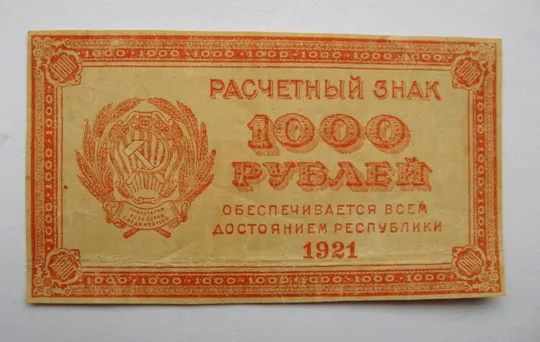 РАСЧЕТНЫЙ ЗНАК
1000
РУБЛЕЙ
ОБЕСПЕЧИВАЕТСЯ ВСЕМ
ДОСТОЯНИЕМ РЕСПУБЛИКИ
1921